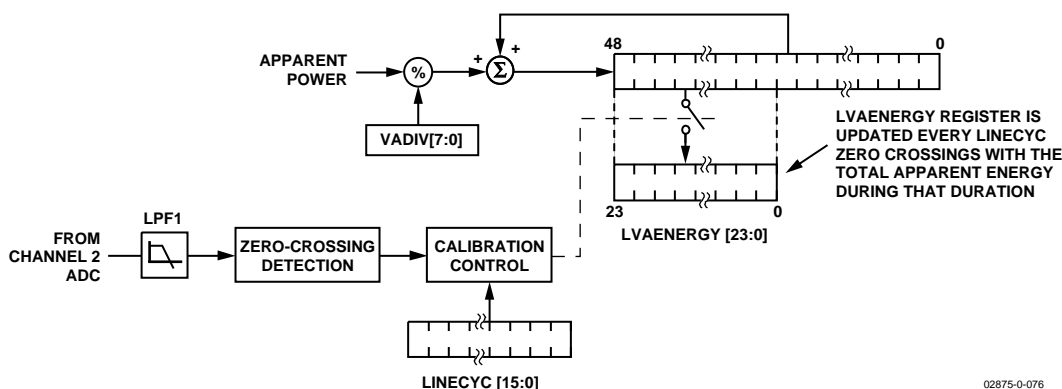 48
0
APPARENT
POWER
%
+
+
Σ
VADIV[7:0]
LVAENERGY REGISTER IS
UPDATED EVERY LINECYC
ZERO CROSSINGS WITH THE
TOTAL APPARENT ENERGY
DURING THAT DURATION
23
0
LVAENERGY [23:0]
LPF1
FROM
CHANNEL 2
ADC
ZERO-CROSSING
DETECTION
CALIBRATION
CONTROL
LINECYC [15:0]
02875-0-076